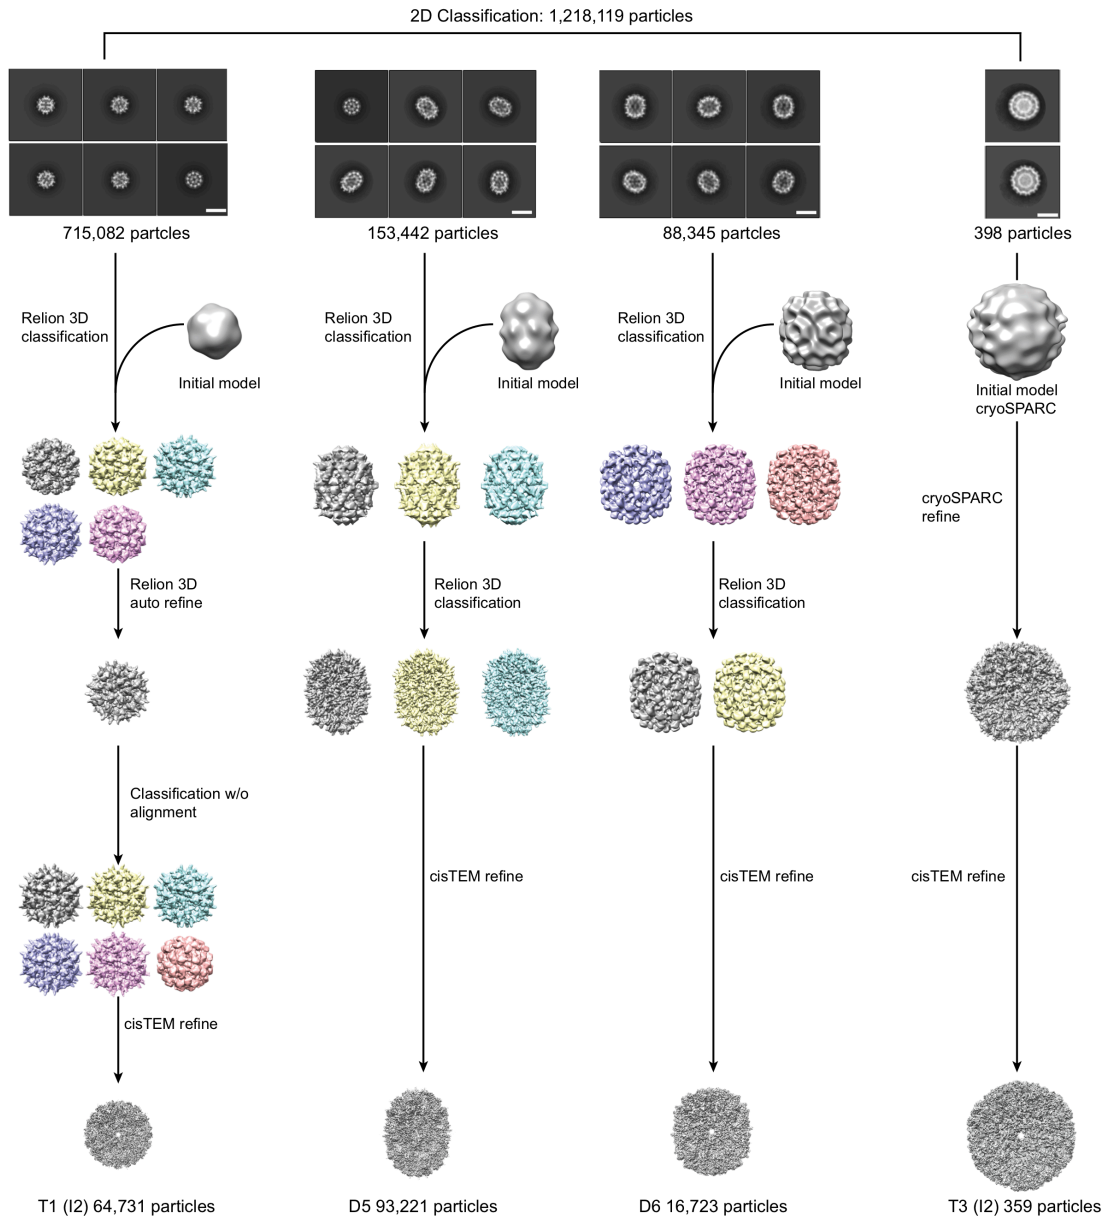 2D Classification: 1,218,119 particles
715,082 partcles
153,442 particles
88,345 partcles
398 particles
Relion 3D
classification
Initial model
Relion 3D
classification
Initial model
Relion 3D
classification
Initial model
Initial model
cryoSPARC
cryoSPARC
refine
Relion 3D
auto refine
Relion 3D
classification
Relion 3D
classification
Classification w/o
alignment
cisTEM refine
cisTEM refine
cisTEM refine
cisTEM refine
T1 (I2) 64,731 particles
D5 93,221 particles
D6 16,723 particles
T3 (I2) 359 particles